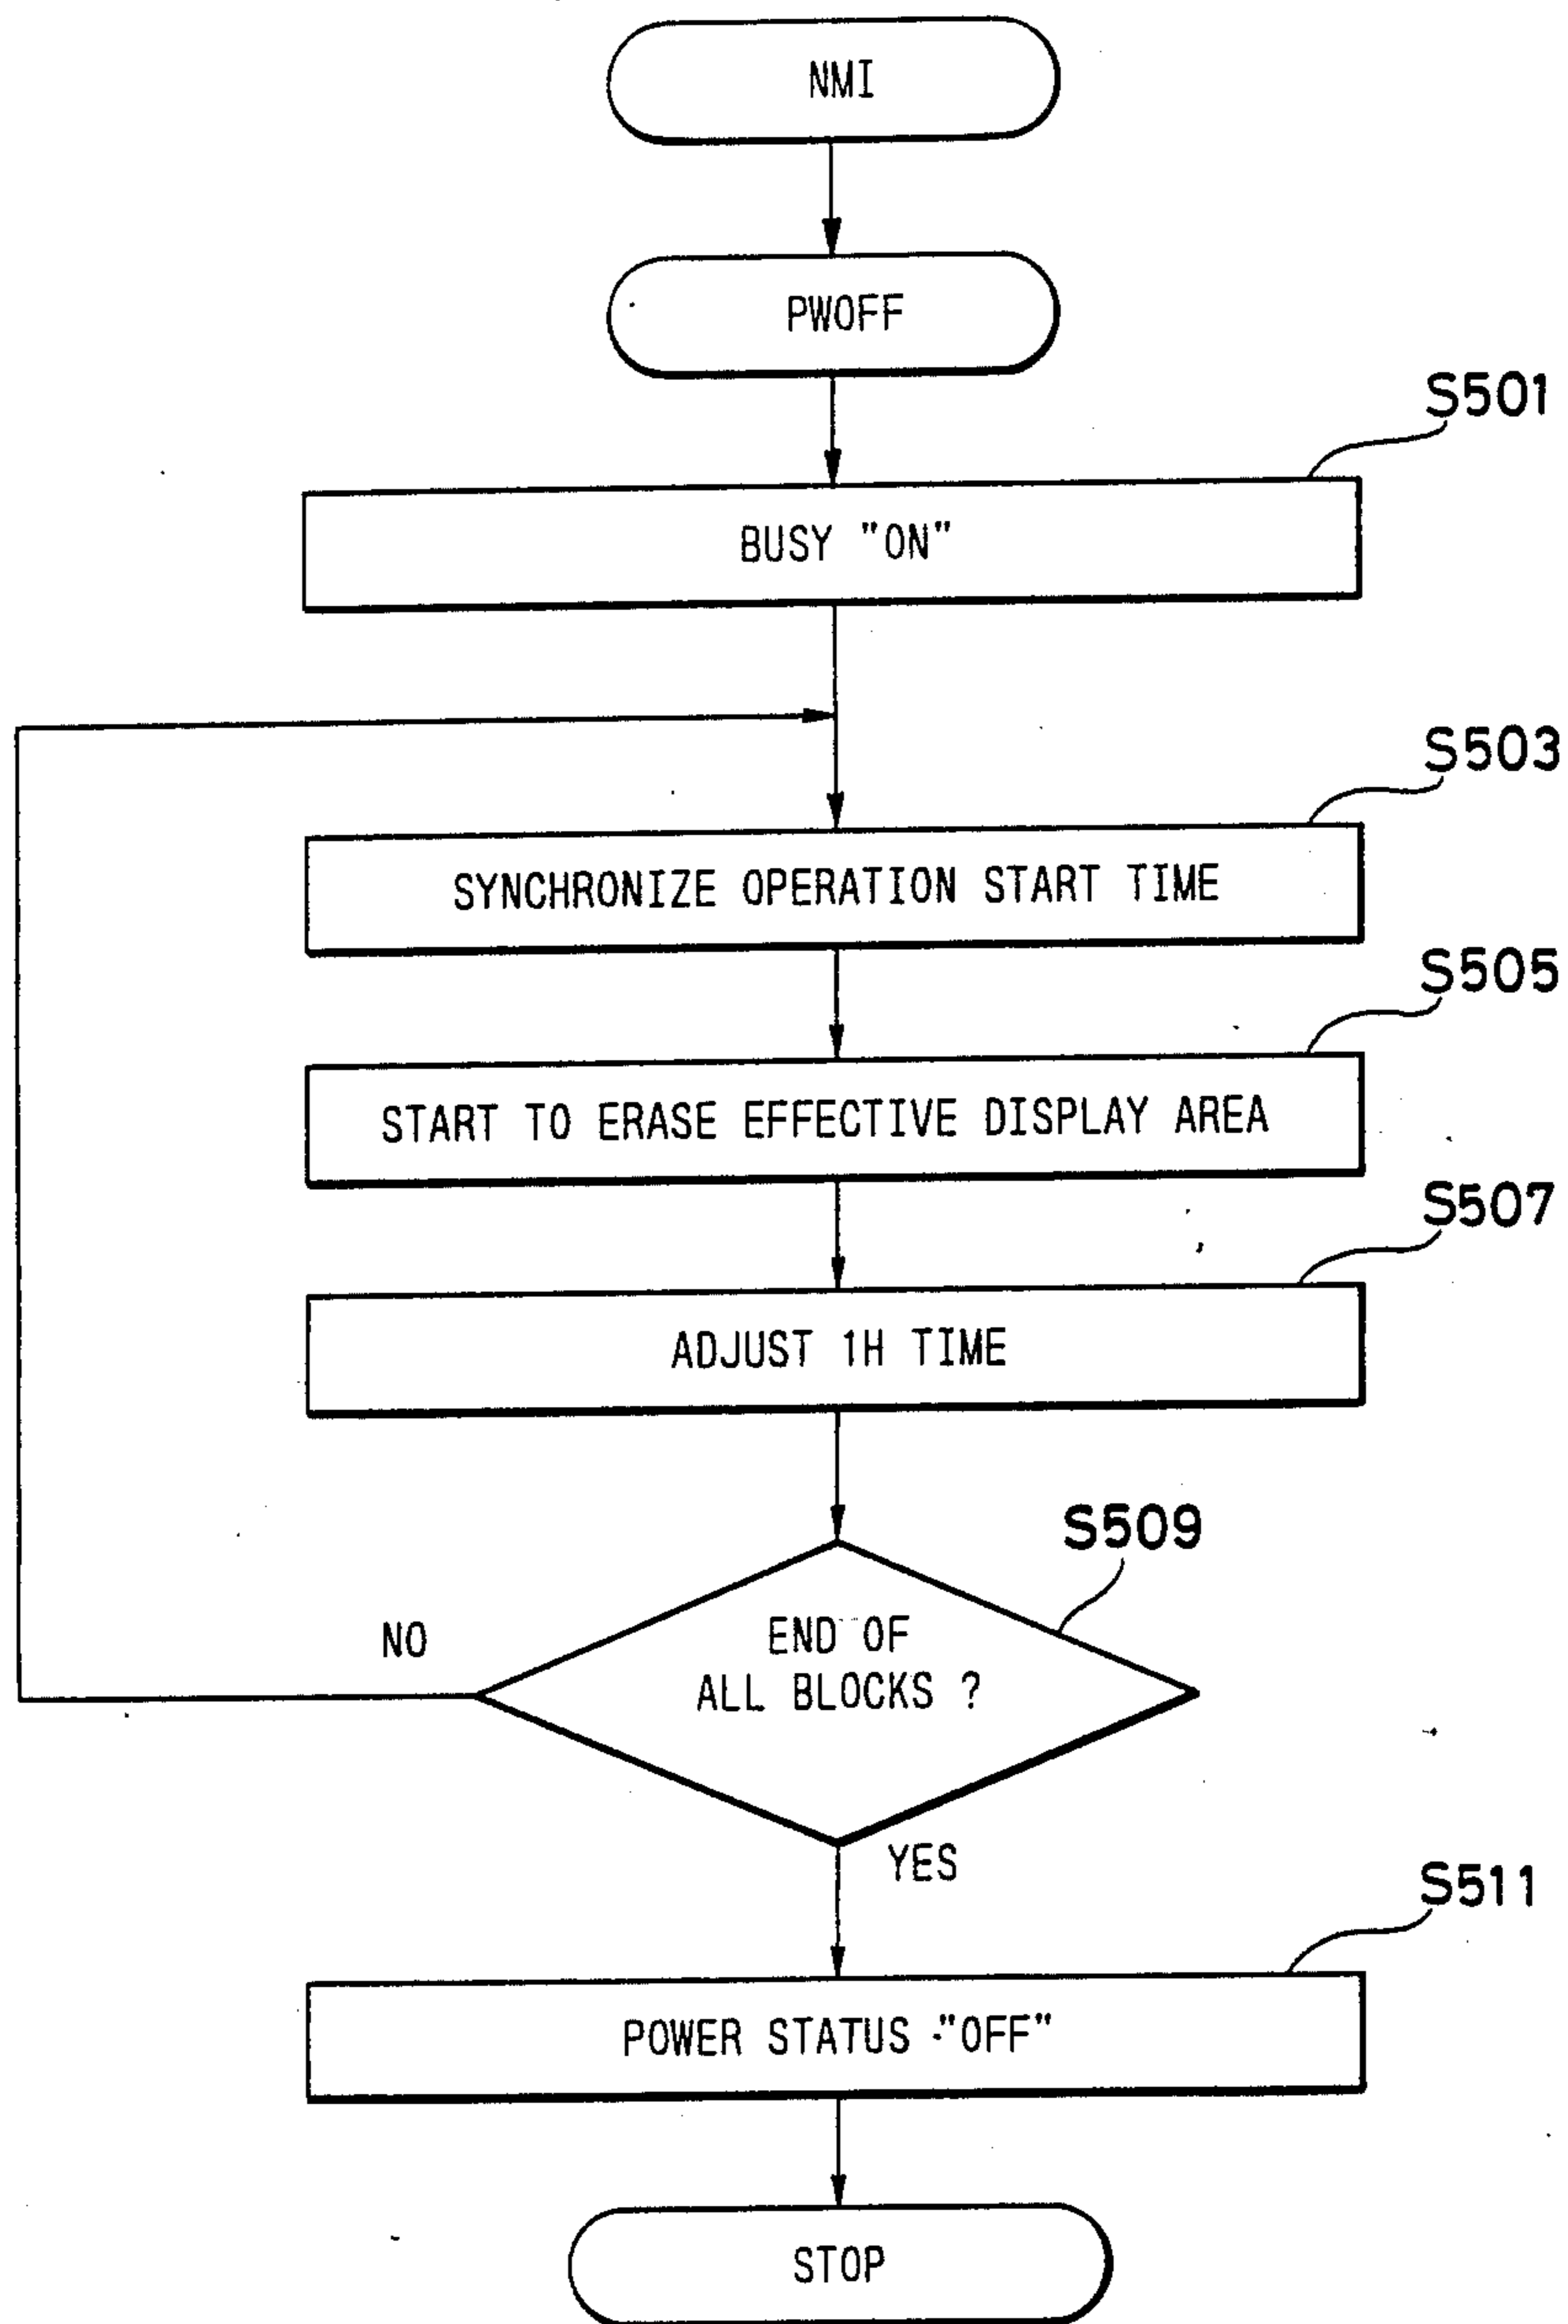 NMI
PWOFF
S501
BUSY "ON"
S503
SYNCHRONIZE OPERATION START TIME
S505
START TO ERASE EFFECTIVE DISPLAY AREA
S507
ADJUST 1H TIME
S509
END OF
ALL BLOCKS ?
NO
YES
S511
POWER STATUS "OFF"
STOP